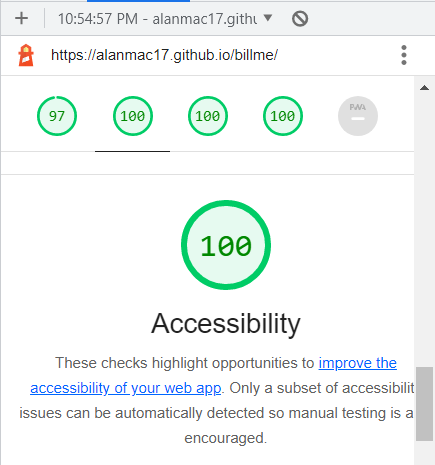 + 10:54:57 PM - alanmac17.githu
https://alanmac17.github.io/billme/
97 100 100 100 PWA
100
Accessibility
These checks highlight opportunities to improve the
accessibility of your web app. Only a subset of accessibilit
issues can be automatically detected so manual testing is a
encouraged.